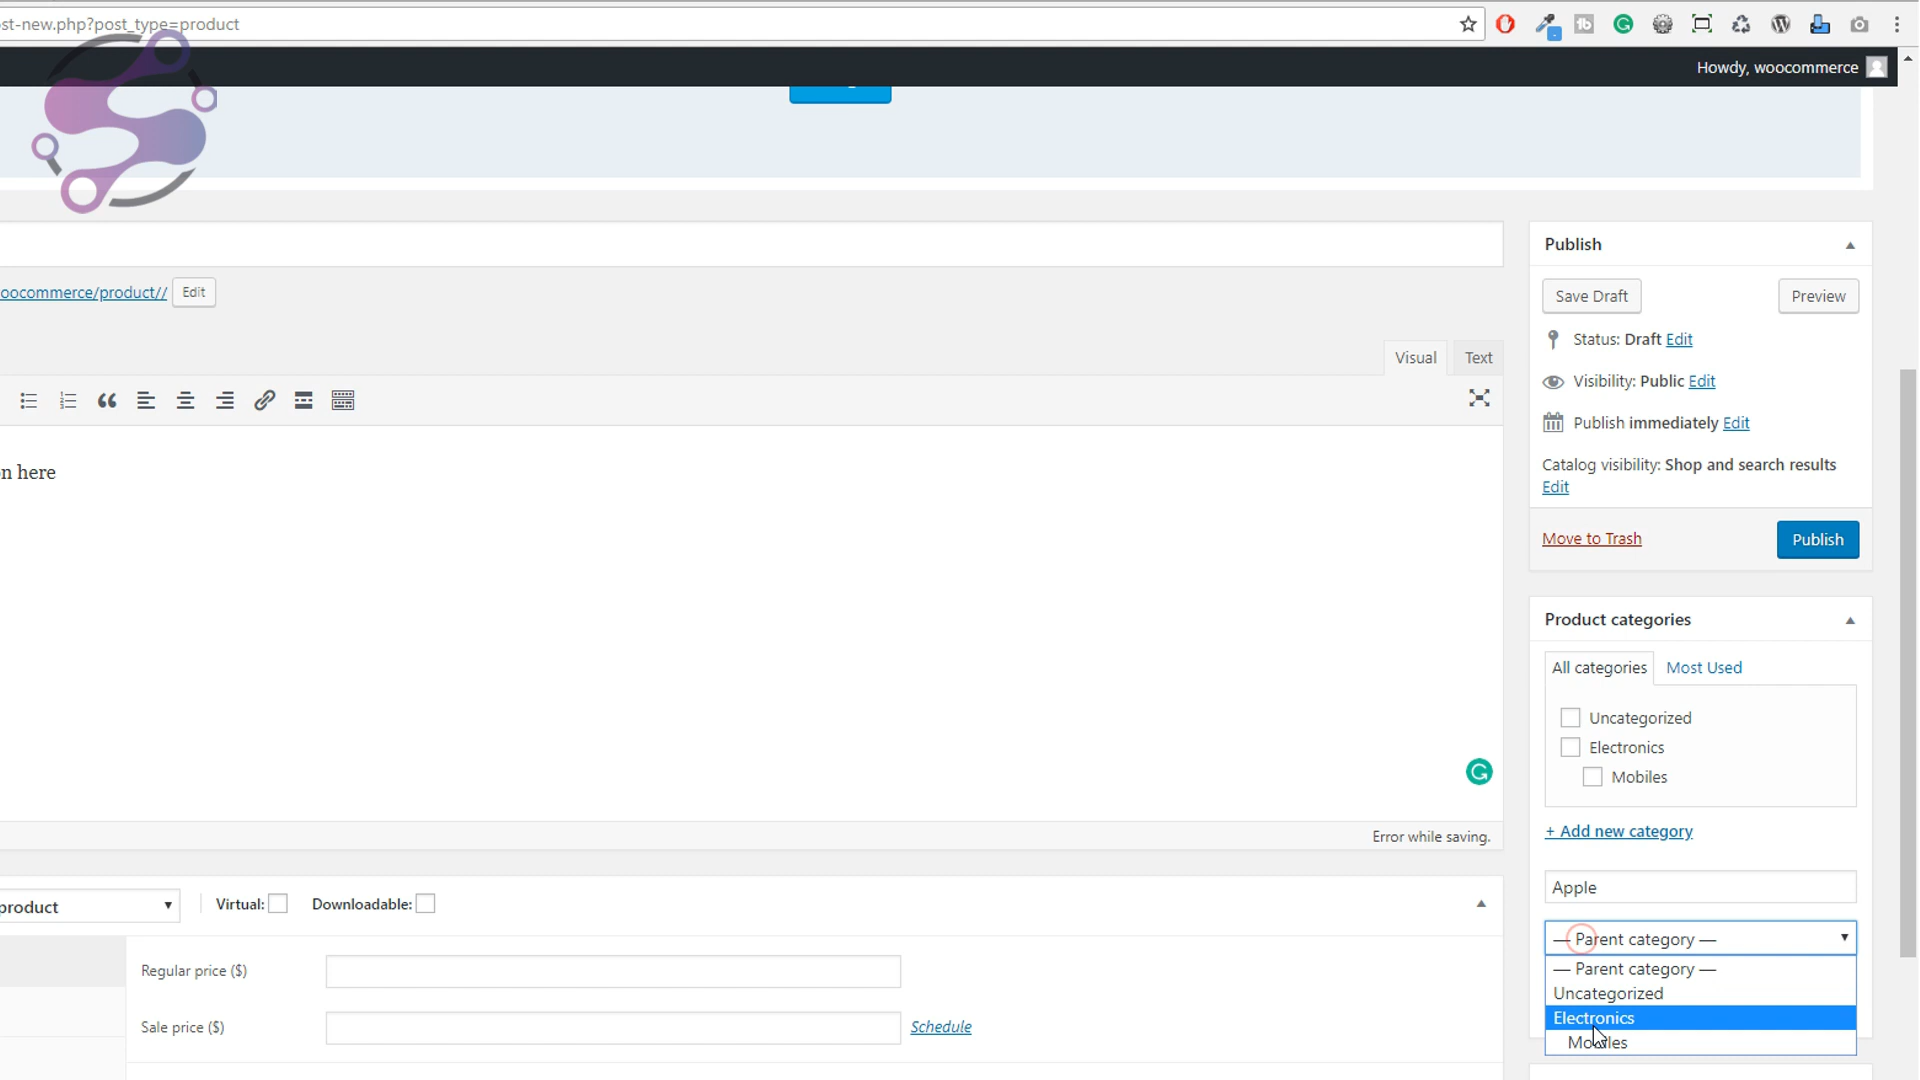 st-new.php?post_type=product
Howdy, woocommerce
Publish
oocommerce/product// Edit
Save Draft Preview
Status: Draft Edit
Visual Text
Visibility: Public Edit
Publish immediately Edit
Catalog visibility: Shop and search results
Edit
n here
Move to Trash Publish
Product categories
All categories Most Used
Uncategorized
Electronics
Mobiles
Error while saving.
+ Add new category
Apple
product Virtual: Downloadable:
— Parent category —
— Parent category —
Uncategorized
Electronics
Mobiles
Regular price ($)
Sale price ($) Schedule